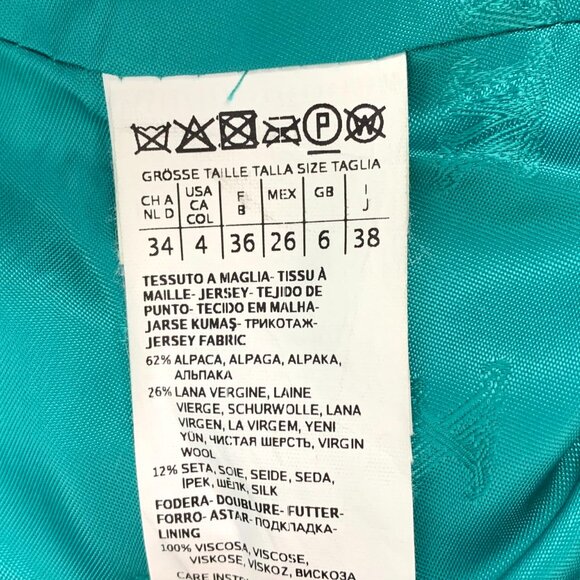 P W
GRÖSSE TAILLE TALLA SIZE TAGLIA
CH A NL D USA CA COL F B MEX GB I J
34 4 36 26 6 38
TESSUTO A MAGLIA- TISSU À
MAILLE- JERSEY- TEJIDO DE
PUNTO- TECIDO EM MALHA-
JARSE KUMAŞ- ТРИКОТАЖ-
JERSEY FABRIC
62% ALPACA, ALPAGA, ALPAKA,
АЛЬПАКА
26% LANA VERGINE, LAINE
VIERGE, SCHURWOLLE, LANA
VIRGEN, LA VIRGEM, YENI
YÜN, ЧИСТАЯ ШЕРСТЬ, VIRGIN
WOOL
12% SETA, SOIE, SEIDE, SEDA,
IPEK, ШЁЛК, SILK
FODERA- DOUBLURE- FUTTER-
FORRO- ASTAR- ПОДКЛАДКА-
LINING
100% VISCOSA, VISCOSE,
VISKOSE, VISKOZ, VISCOSE
CARE INST